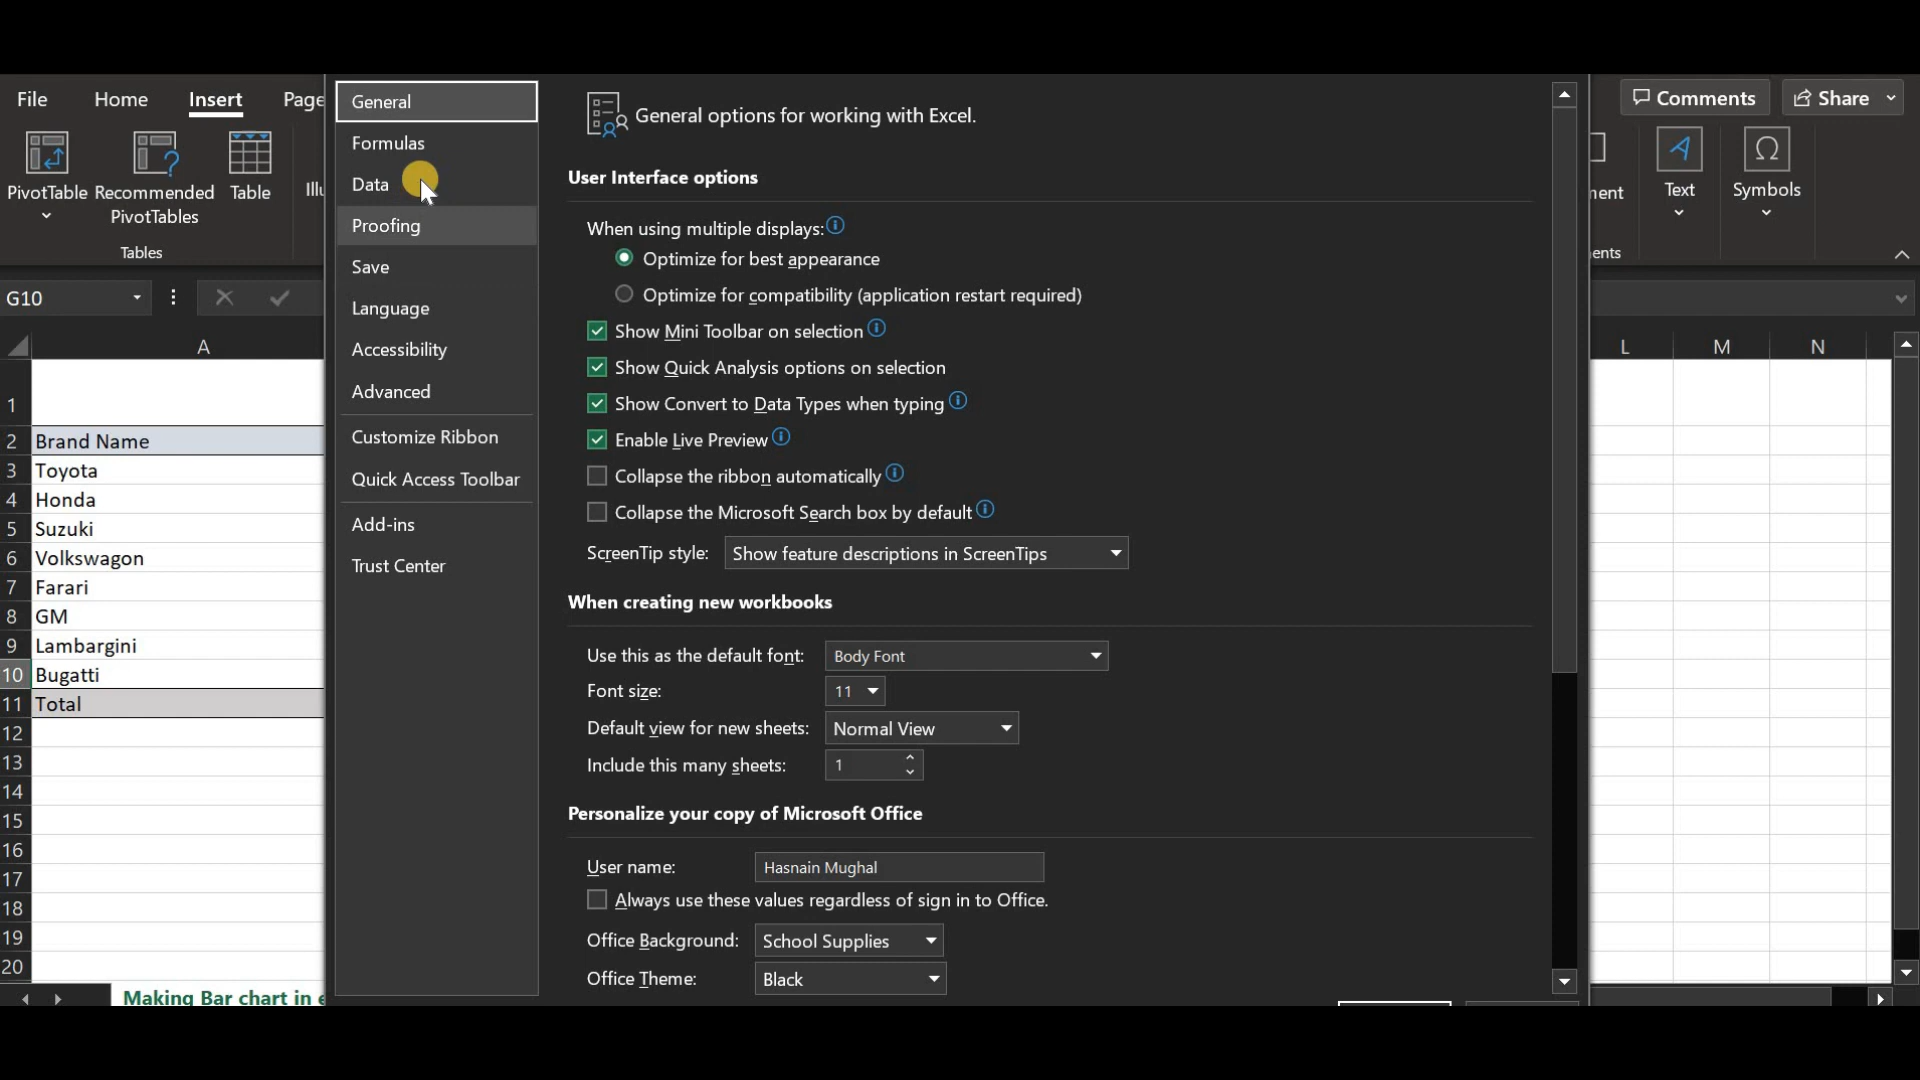 File Home Insert Page
Comments Share
PivotTable Recommended PivotTables Table Illu
Tables
ment Text Symbols
ents
G10
A L M N
1
2 Brand Name
3 Toyota
4 Honda
5 Suzuki
6 Volkswagon
7 Farari
8 GM
9 Lambargini
10 Bugatti
11 Total
12
13
14
15
16
17
18
19
20
Making Bar chart in e
General
Formulas
Data
Proofing
Save
Language
Accessibility
Advanced
Customize Ribbon
Quick Access Toolbar
Add-ins
Trust Center
General options for working with Excel.
User Interface options
When using multiple displays:
Optimize for best appearance
Optimize for compatibility (application restart required)
Show Mini Toolbar on selection
Show Quick Analysis options on selection
Show Convert to Data Types when typing
Enable Live Preview
Collapse the ribbon automatically
Collapse the Microsoft Search box by default
ScreenTip style: Show feature descriptions in ScreenTips
When creating new workbooks
Use this as the default font: Body Font
Font size: 11
Default view for new sheets: Normal View
Include this many sheets: 1
Personalize your copy of Microsoft Office
User name: Hasnain Mughal
Always use these values regardless of sign in to Office.
Office Background: School Supplies
Office Theme: Black